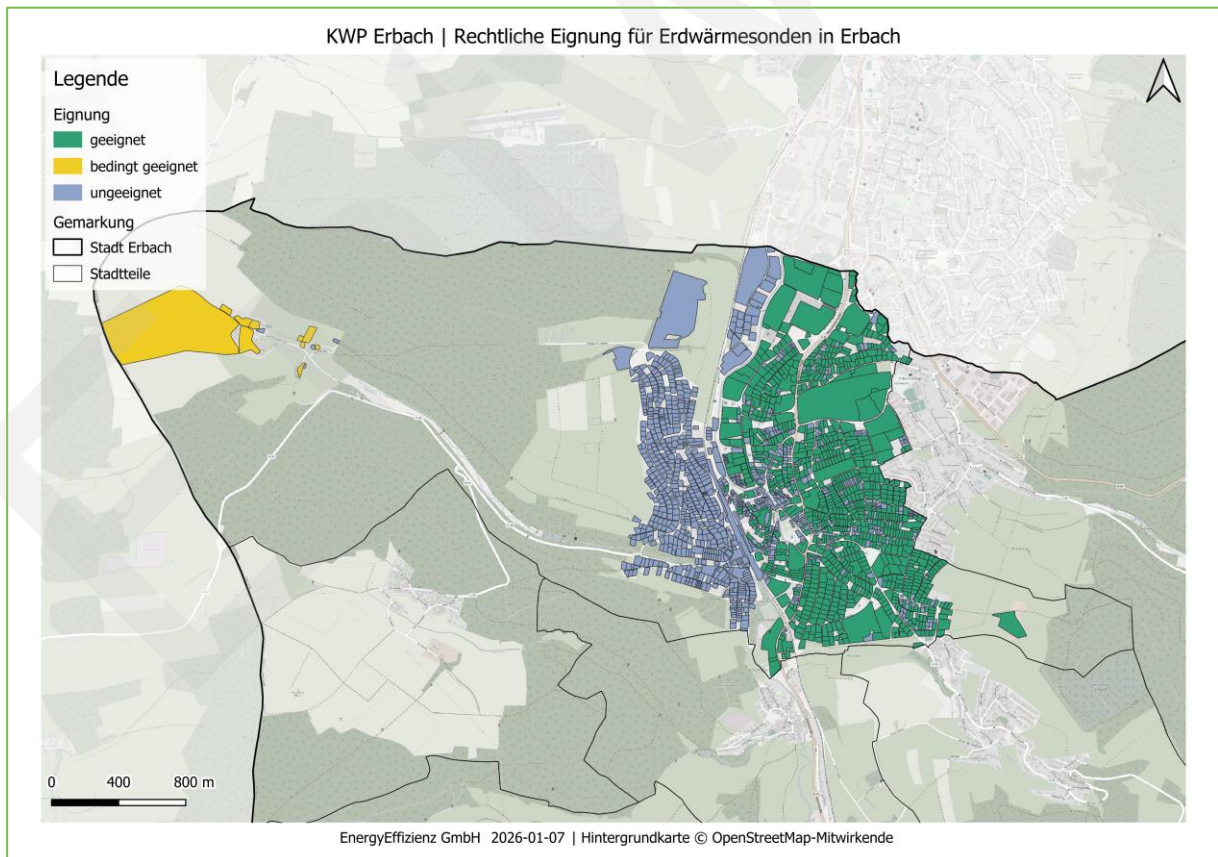 KWP Erbach | Rechtliche Eignung für Erdwärmesonden in Erbach
Legende
Eignung
geeignet
bedingt geeignet
ungeeignet
Gemarkung
Stadt Erbach
Stadtteile
0 400 800 m
EnergyEffizienz GmbH 2026-01-07 | Hintergrundkarte © OpenStreetMap-Mitwirkende